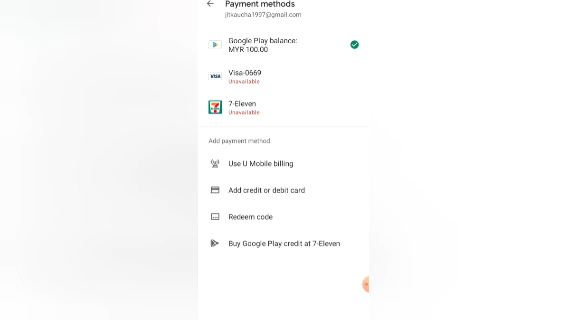 Payment methods
jitkaucha1997@gmail.com
Google Play balance:
MYR 100.00
VISA
Visa-0669
Unavailable
7-Eleven
Unavailable
Add payment method
Use U Mobile billing
Add credit or debit card
Redeem code
Buy Google Play credit at 7-Eleven